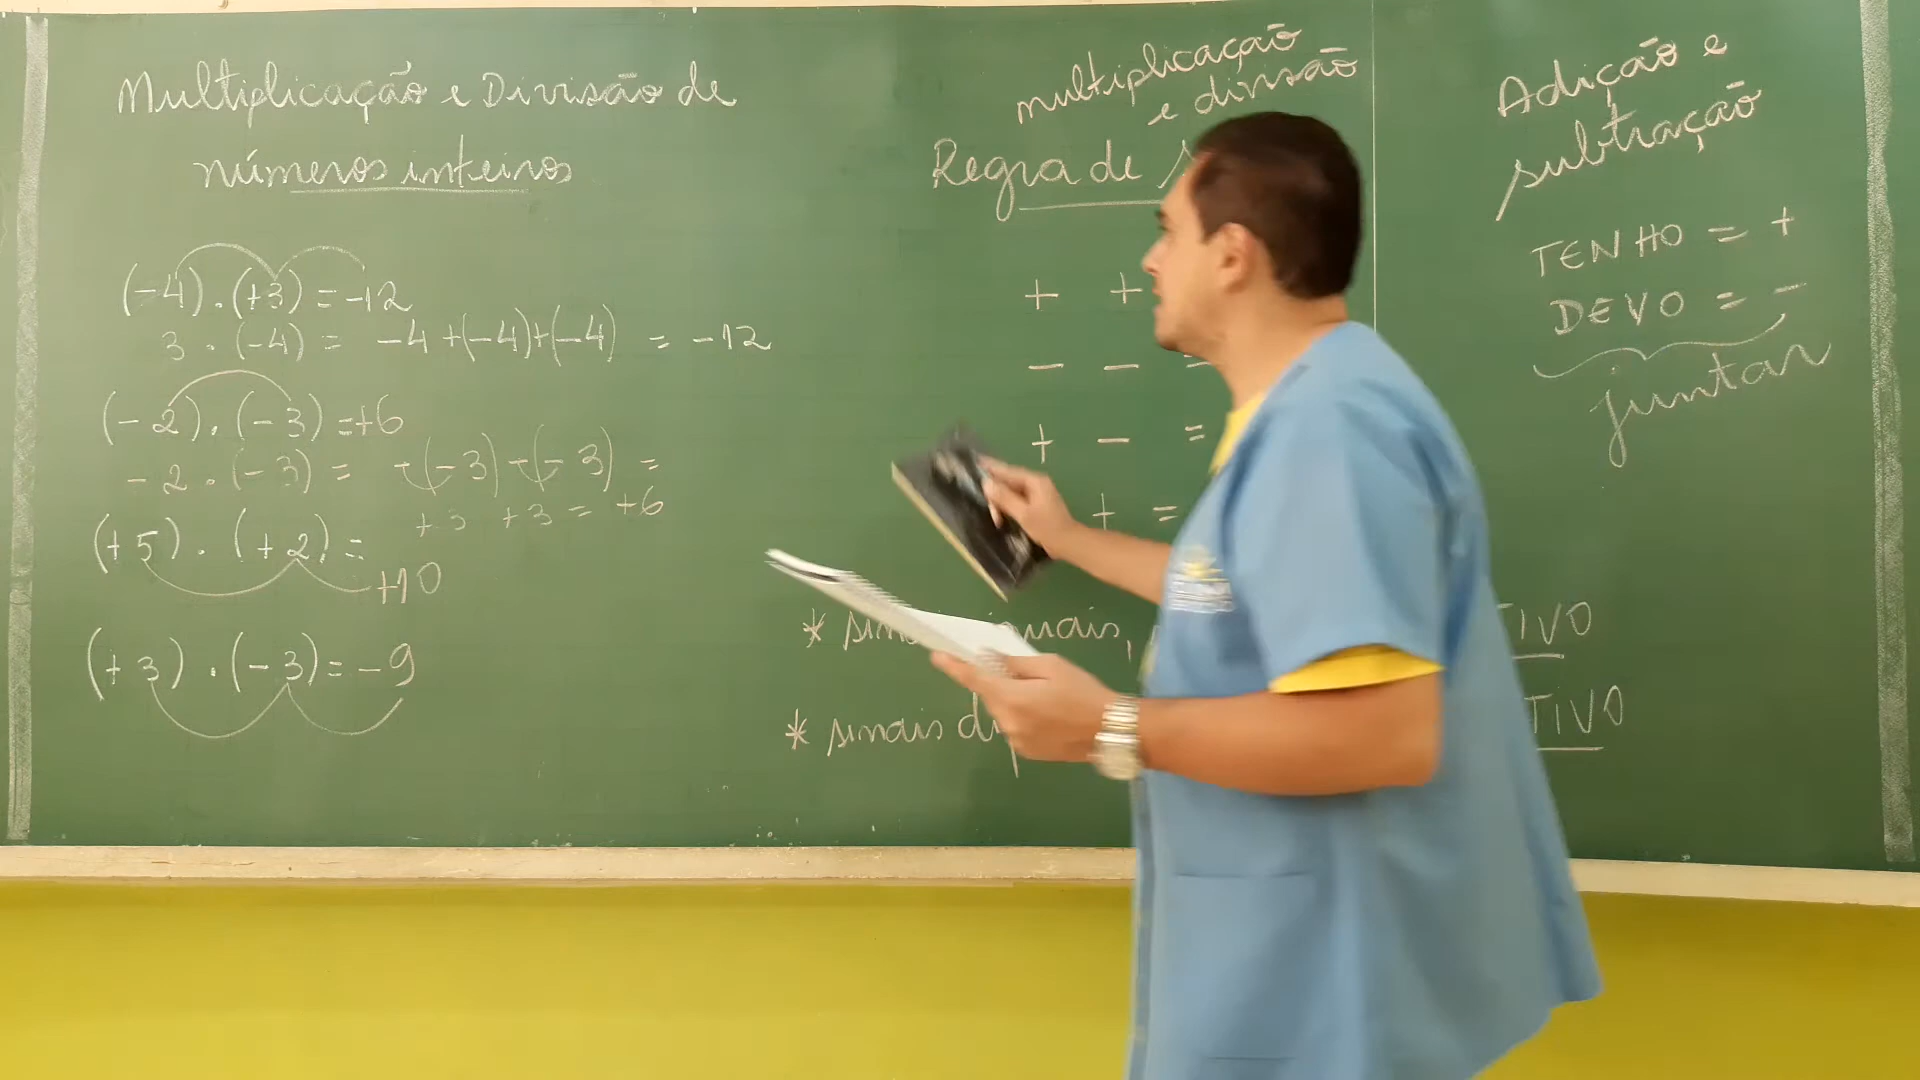 Multiplicação e Divisão de
números inteiros
(-4) . (+3) = -12
3 . (-4) = -4 +(-4)+(-4) = -12
(-2) . (-3) = +6
-2 . (-3) = -(-3) -(-3) =
+3 +3 = +6
(+5) . (+2) =
+10
(+3) . (-3) = -9
multiplicação
e divisão
Regra de
+ +
- - =
+ - =
+ =
* iguais,
* sinais
TIVO
TIVO
Adição e
subtração
TENHO = +
DEVO = -
juntar